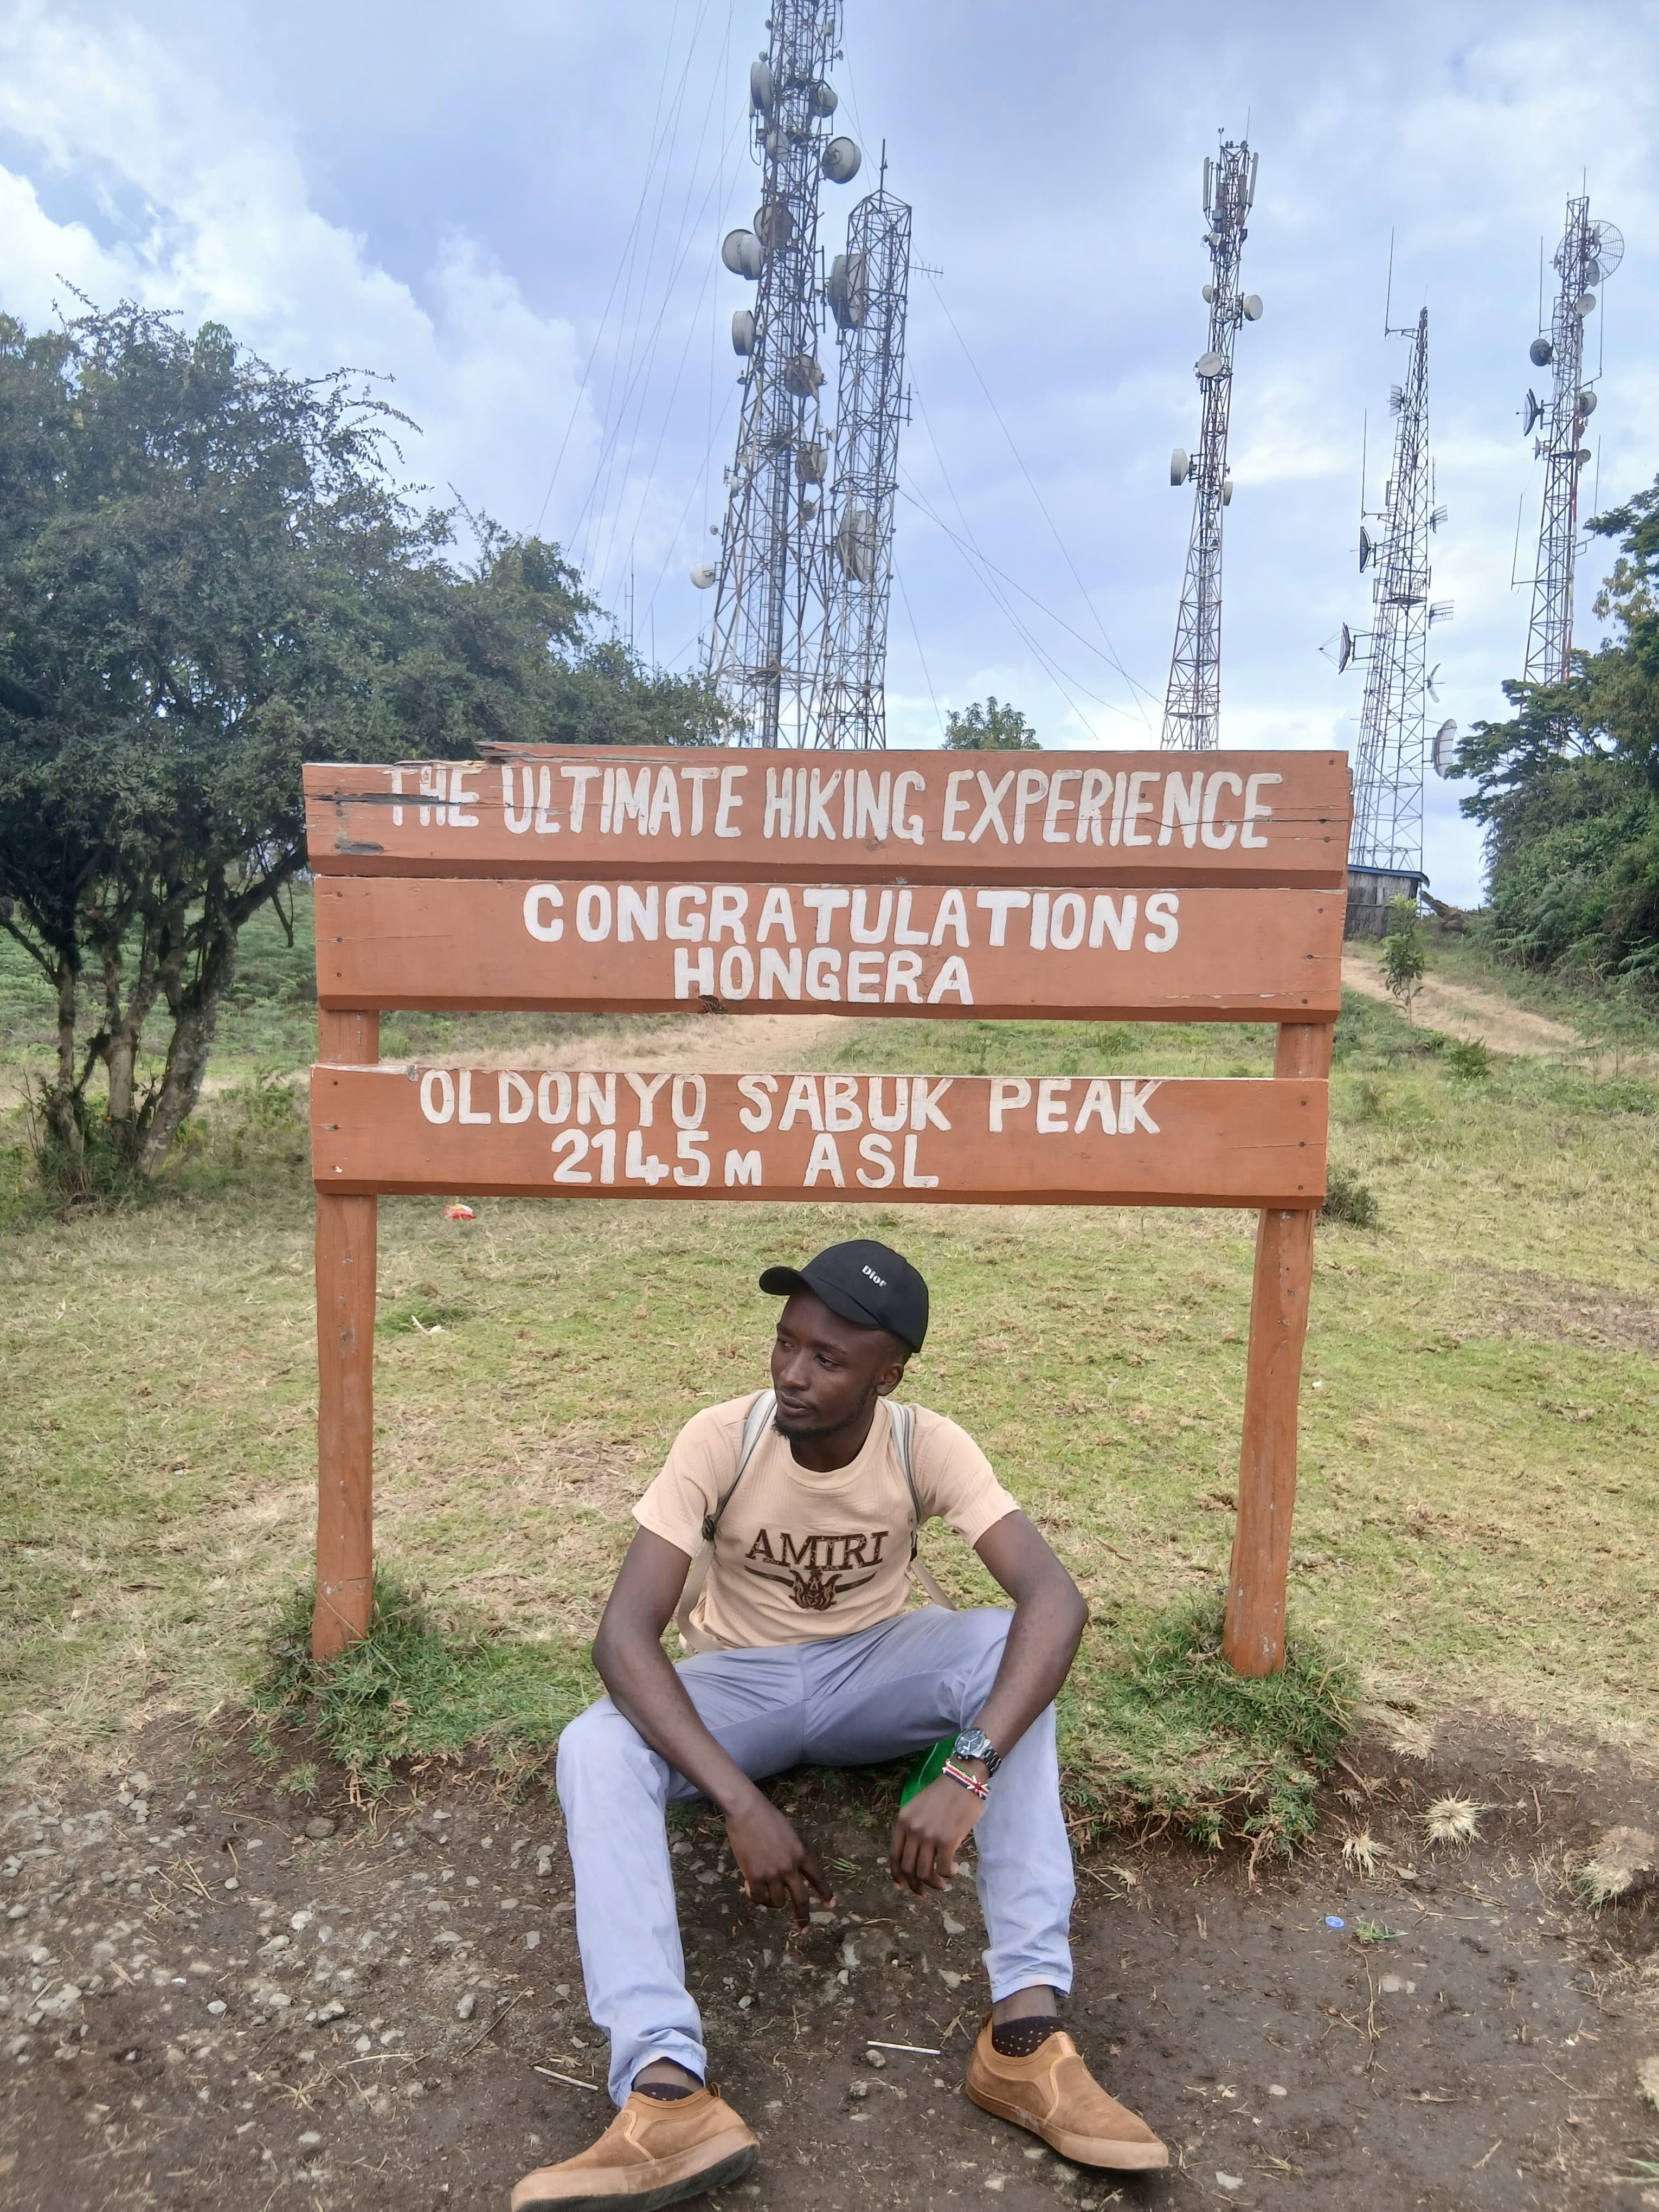 THE ULTIMATE HIKING EXPERIENCE
CONGRATULATIONS
HONGERA
OLDONYO SABUK PEAK
2145M ASL
Dior
AMIRI